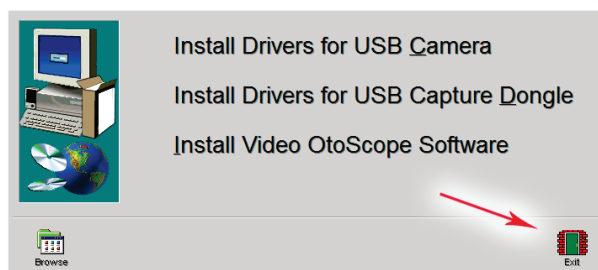 Install Drivers for USB Camera
Install Drivers for USB Capture Dongle
Install Video OtoScope Software
Browse
Exit